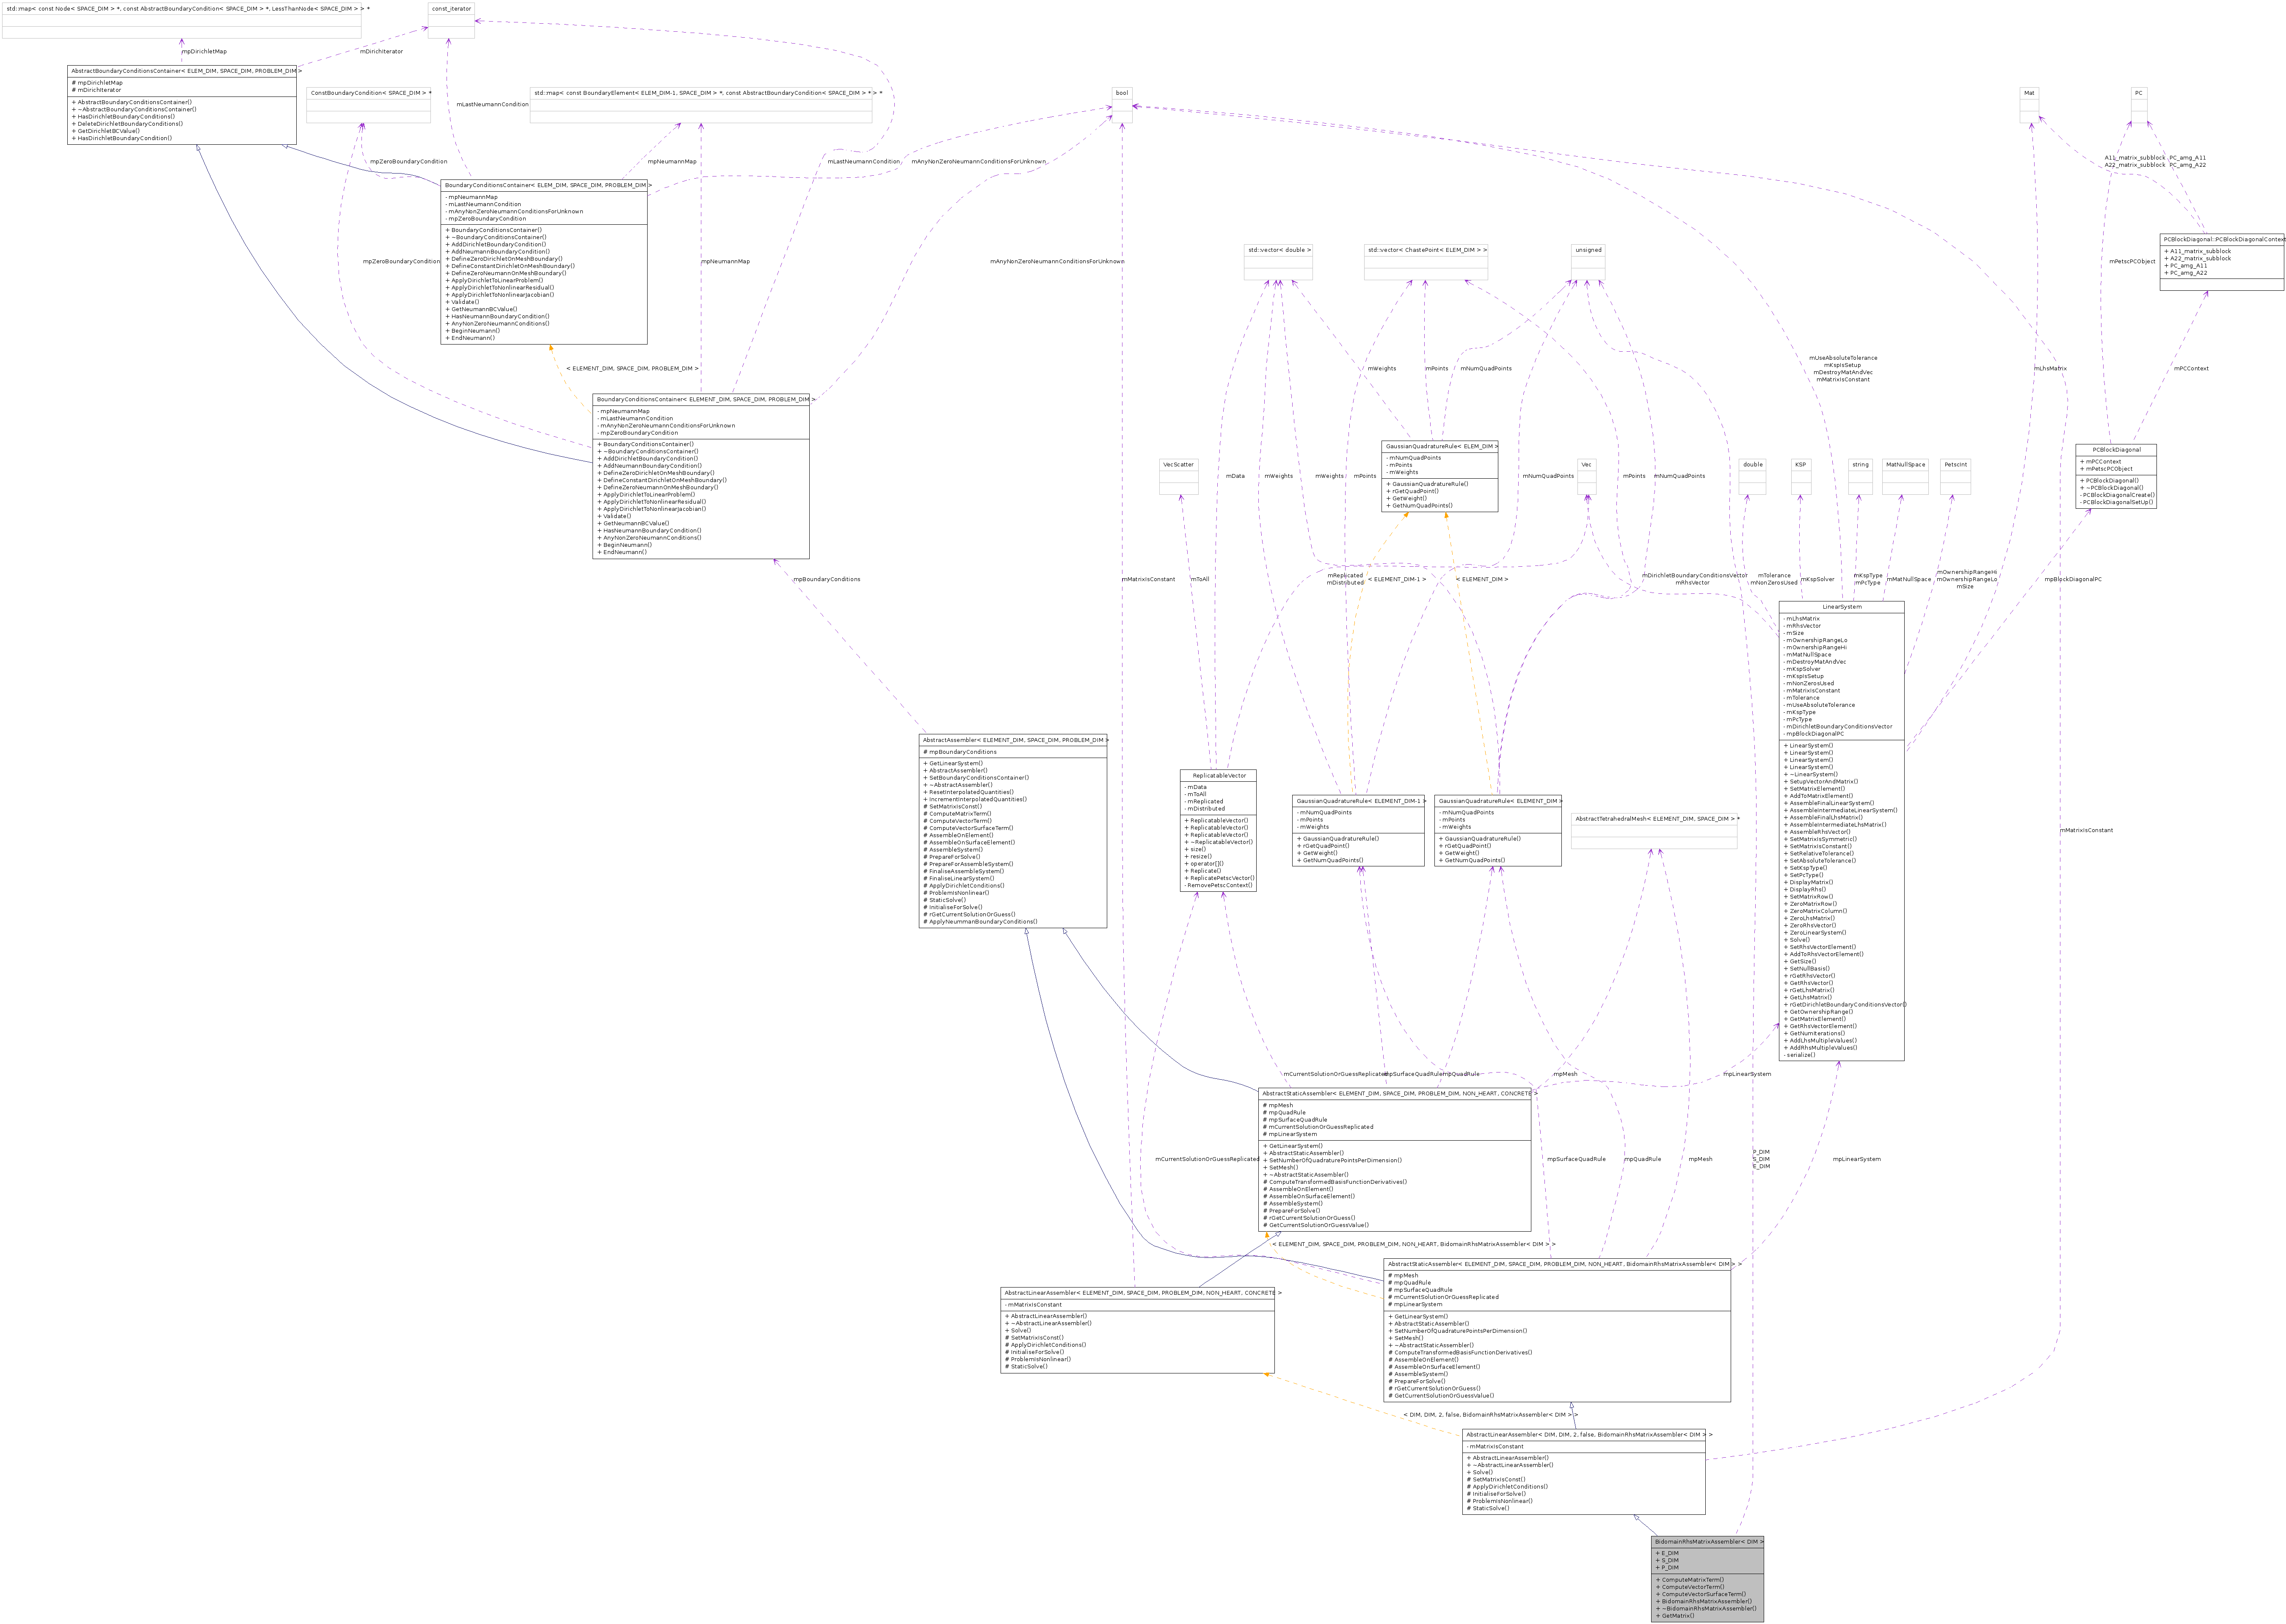 std::map< const Node< SPACE_DIM > *, const AbstractBoundaryCondition< SPACE_DIM > *, LessThanNode< SPACE_DIM > > *
const_iterator
mpDirichletMap
mDirichIterator
AbstractBoundaryConditionsContainer< ELEM_DIM, SPACE_DIM, PROBLEM_DIM >
# mpDirichletMap
# mDirichIterator
+ AbstractBoundaryConditionsContainer()
+ ~AbstractBoundaryConditionsContainer()
+ HasDirichletBoundaryConditions()
+ DeleteDirichletBoundaryConditions()
+ GetDirichletBCValue()
+ HasDirichletBoundaryCondition()
ConstBoundaryCondition< SPACE_DIM > *
mLastNeumannCondition
std::map< const BoundaryElement< ELEM_DIM-1, SPACE_DIM > *, const AbstractBoundaryCondition< SPACE_DIM > * > *
bool
Mat
PC
mpZeroBoundaryCondition
mpNeumannMap
mLastNeumannCondition
mAnyNonZeroNeumannConditionsForUnknown
A11_matrix_subblock
A22_matrix_subblock
PC_amg_A11
PC_amg_A22
BoundaryConditionsContainer< ELEM_DIM, SPACE_DIM, PROBLEM_DIM >
- mpNeumannMap
- mLastNeumannCondition
- mAnyNonZeroNeumannConditionsForUnknown
- mpZeroBoundaryCondition
+ BoundaryConditionsContainer()
+ ~BoundaryConditionsContainer()
+ AddDirichletBoundaryCondition()
+ AddNeumannBoundaryCondition()
+ DefineZeroDirichletOnMeshBoundary()
+ DefineConstantDirichletOnMeshBoundary()
+ DefineZeroNeumannOnMeshBoundary()
+ ApplyDirichletToLinearProblem()
+ ApplyDirichletToNonlinearResidual()
+ ApplyDirichletToNonlinearJacobian()
+ Validate()
+ GetNeumannBCValue()
+ HasNeumannBoundaryCondition()
+ AnyNonZeroNeumannConditions()
+ BeginNeumann()
+ EndNeumann()
mpZeroBoundaryCondition
mpNeumannMap
mAnyNonZeroNeumannConditionsForUnknown
std::vector< double >
std::vector< ChastePoint< ELEM_DIM > >
unsigned
mPetscPCObject
PCBlockDiagonal::PCBlockDiagonalContext
+ A11_matrix_subblock
+ A22_matrix_subblock
+ PC_amg_A11
+ PC_amg_A22
< ELEMENT_DIM, SPACE_DIM, PROBLEM_DIM >
mWeights
mPoints
mNumQuadPoints
mUseAbsoluteTolerance
mKspIsSetup
mDestroyMatAndVec
mMatrixIsConstant
mLhsMatrix
mPCContext
BoundaryConditionsContainer< ELEMENT_DIM, SPACE_DIM, PROBLEM_DIM >
- mpNeumannMap
- mLastNeumannCondition
- mAnyNonZeroNeumannConditionsForUnknown
- mpZeroBoundaryCondition
+ BoundaryConditionsContainer()
+ ~BoundaryConditionsContainer()
+ AddDirichletBoundaryCondition()
+ AddNeumannBoundaryCondition()
+ DefineZeroDirichletOnMeshBoundary()
+ DefineConstantDirichletOnMeshBoundary()
+ DefineZeroNeumannOnMeshBoundary()
+ ApplyDirichletToLinearProblem()
+ ApplyDirichletToNonlinearResidual()
+ ApplyDirichletToNonlinearJacobian()
+ Validate()
+ GetNeumannBCValue()
+ HasNeumannBoundaryCondition()
+ AnyNonZeroNeumannConditions()
+ BeginNeumann()
+ EndNeumann()
GaussianQuadratureRule< ELEM_DIM >
- mNumQuadPoints
- mPoints
- mWeights
+ GaussianQuadratureRule()
+ rGetQuadPoint()
+ GetWeight()
+ GetNumQuadPoints()
PCBlockDiagonal
+ mPCContext
+ mPetscPCObject
+ PCBlockDiagonal()
+ ~PCBlockDiagonal()
- PCBlockDiagonalCreate()
- PCBlockDiagonalSetUp()
VecScatter
mData
mWeights
mWeights
mPoints
mNumQuadPoints
Vec
mPoints
mNumQuadPoints
double
KSP
string
MatNullSpace
PetscInt
mpBoundaryConditions
mMatrixIsConstant
mToAll
mReplicated
mDistributed
< ELEMENT_DIM-1 >
< ELEMENT_DIM >
mDirichletBoundaryConditionsVector
mRhsVector
mTolerance
mNonZerosUsed
mKspSolver
mKspType
mPcType
mMatNullSpace
mOwnershipRangeHi
mOwnershipRangeLo
mSize
mpBlockDiagonalPC
LinearSystem
- mLhsMatrix
- mRhsVector
- mSize
- mOwnershipRangeLo
- mOwnershipRangeHi
- mMatNullSpace
- mDestroyMatAndVec
- mKspSolver
- mKspIsSetup
- mNonZerosUsed
- mMatrixIsConstant
- mTolerance
- mUseAbsoluteTolerance
- mKspType
- mPcType
- mDirichletBoundaryConditionsVector
- mpBlockDiagonalPC
+ LinearSystem()
+ LinearSystem()
+ LinearSystem()
+ LinearSystem()
+ ~LinearSystem()
+ SetupVectorAndMatrix()
+ SetMatrixElement()
+ AddToMatrixElement()
+ AssembleFinalLinearSystem()
+ AssembleIntermediateLinearSystem()
+ AssembleFinalLhsMatrix()
+ AssembleIntermediateLhsMatrix()
+ AssembleRhsVector()
+ SetMatrixIsSymmetric()
+ SetMatrixIsConstant()
+ SetRelativeTolerance()
+ SetAbsoluteTolerance()
+ SetKspType()
+ SetPcType()
+ DisplayMatrix()
+ DisplayRhs()
+ SetMatrixRow()
+ ZeroMatrixRow()
+ ZeroMatrixColumn()
+ ZeroLhsMatrix()
+ ZeroRhsVector()
+ ZeroLinearSystem()
+ Solve()
+ SetRhsVectorElement()
+ AddToRhsVectorElement()
+ GetSize()
+ SetNullBasis()
+ rGetRhsVector()
+ GetRhsVector()
+ rGetLhsMatrix()
+ GetLhsMatrix()
+ rGetDirichletBoundaryConditionsVector()
+ GetOwnershipRange()
+ GetMatrixElement()
+ GetRhsVectorElement()
+ GetNumIterations()
+ AddLhsMultipleValues()
+ AddRhsMultipleValues()
- serialize()
AbstractAssembler< ELEMENT_DIM, SPACE_DIM, PROBLEM_DIM >
# mpBoundaryConditions
+ GetLinearSystem()
+ AbstractAssembler()
+ SetBoundaryConditionsContainer()
+ ~AbstractAssembler()
+ ResetInterpolatedQuantities()
+ IncrementInterpolatedQuantities()
# SetMatrixIsConst()
# ComputeMatrixTerm()
# ComputeVectorTerm()
# ComputeVectorSurfaceTerm()
# AssembleOnElement()
# AssembleOnSurfaceElement()
# AssembleSystem()
# PrepareForSolve()
# PrepareForAssembleSystem()
# FinaliseAssembleSystem()
# FinaliseLinearSystem()
# ApplyDirichletConditions()
# ProblemIsNonlinear()
# StaticSolve()
# InitialiseForSolve()
# rGetCurrentSolutionOrGuess()
# ApplyNeummanBoundaryConditions()
ReplicatableVector
- mData
- mToAll
- mReplicated
- mDistributed
+ ReplicatableVector()
+ ReplicatableVector()
+ ReplicatableVector()
+ ~ReplicatableVector()
+ size()
+ resize()
+ operator[]()
+ Replicate()
+ ReplicatePetscVector()
- RemovePetscContext()
GaussianQuadratureRule< ELEMENT_DIM-1 >
- mNumQuadPoints
- mPoints
- mWeights
+ GaussianQuadratureRule()
+ rGetQuadPoint()
+ GetWeight()
+ GetNumQuadPoints()
GaussianQuadratureRule< ELEMENT_DIM >
- mNumQuadPoints
- mPoints
- mWeights
+ GaussianQuadratureRule()
+ rGetQuadPoint()
+ GetWeight()
+ GetNumQuadPoints()
AbstractTetrahedralMesh< ELEMENT_DIM, SPACE_DIM > *
mMatrixIsConstant
mCurrentSolutionOrGuessReplicated
mpSurfaceQuadRule
mpQuadRule
mpMesh
mpLinearSystem
AbstractStaticAssembler< ELEMENT_DIM, SPACE_DIM, PROBLEM_DIM, NON_HEART, CONCRETE >
# mpMesh
# mpQuadRule
# mpSurfaceQuadRule
# mCurrentSolutionOrGuessReplicated
# mpLinearSystem
+ GetLinearSystem()
+ AbstractStaticAssembler()
+ SetNumberOfQuadraturePointsPerDimension()
+ SetMesh()
+ ~AbstractStaticAssembler()
# ComputeTransformedBasisFunctionDerivatives()
# AssembleOnElement()
# AssembleOnSurfaceElement()
# AssembleSystem()
# PrepareForSolve()
# rGetCurrentSolutionOrGuess()
# GetCurrentSolutionOrGuessValue()
mCurrentSolutionOrGuessReplicated
mpSurfaceQuadRule
mpQuadRule
mpMesh
P_DIM
S_DIM
E_DIM
mpLinearSystem
< ELEMENT_DIM, SPACE_DIM, PROBLEM_DIM, NON_HEART, BidomainRhsMatrixAssembler< DIM > >
AbstractLinearAssembler< ELEMENT_DIM, SPACE_DIM, PROBLEM_DIM, NON_HEART, CONCRETE >
- mMatrixIsConstant
+ AbstractLinearAssembler()
+ ~AbstractLinearAssembler()
+ Solve()
# SetMatrixIsConst()
# ApplyDirichletConditions()
# InitialiseForSolve()
# ProblemIsNonlinear()
# StaticSolve()
AbstractStaticAssembler< ELEMENT_DIM, SPACE_DIM, PROBLEM_DIM, NON_HEART, BidomainRhsMatrixAssembler< DIM > >
# mpMesh
# mpQuadRule
# mpSurfaceQuadRule
# mCurrentSolutionOrGuessReplicated
# mpLinearSystem
+ GetLinearSystem()
+ AbstractStaticAssembler()
+ SetNumberOfQuadraturePointsPerDimension()
+ SetMesh()
+ ~AbstractStaticAssembler()
# ComputeTransformedBasisFunctionDerivatives()
# AssembleOnElement()
# AssembleOnSurfaceElement()
# AssembleSystem()
# PrepareForSolve()
# rGetCurrentSolutionOrGuess()
# GetCurrentSolutionOrGuessValue()
< DIM, DIM, 2, false, BidomainRhsMatrixAssembler< DIM > >
AbstractLinearAssembler< DIM, DIM, 2, false, BidomainRhsMatrixAssembler< DIM > >
- mMatrixIsConstant
+ AbstractLinearAssembler()
+ ~AbstractLinearAssembler()
+ Solve()
# SetMatrixIsConst()
# ApplyDirichletConditions()
# InitialiseForSolve()
# ProblemIsNonlinear()
# StaticSolve()
BidomainRhsMatrixAssembler< DIM >
+ E_DIM
+ S_DIM
+ P_DIM
+ ComputeMatrixTerm()
+ ComputeVectorTerm()
+ ComputeVectorSurfaceTerm()
+ BidomainRhsMatrixAssembler()
+ ~BidomainRhsMatrixAssembler()
+ GetMatrix()